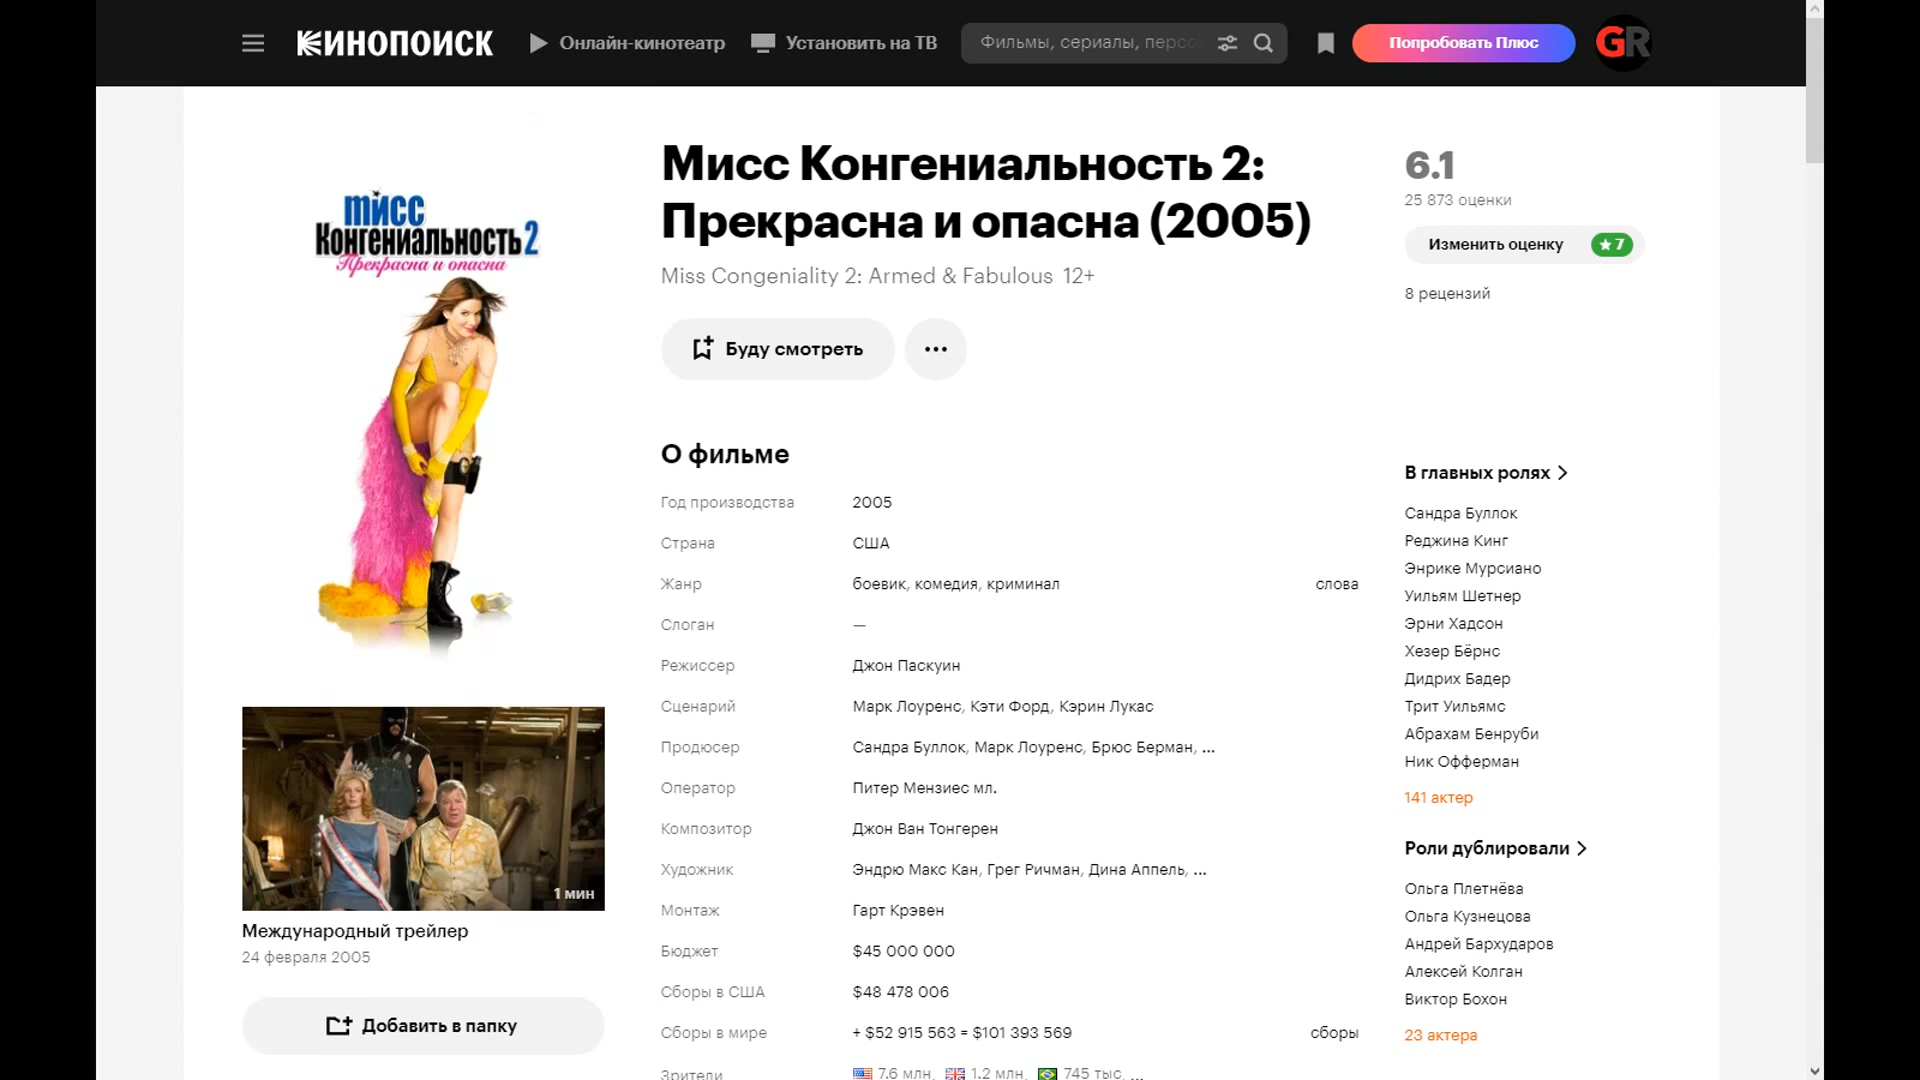 КИНОПОИСК
Онлайн-кинотеатр
Установить на ТВ
Фильмы, сериалы, персо
Попробовать Плюс
GR
мисс
Конгениальность 2
Прекрасна и опасна
1 мин
Международный трейлер
24 февраля 2005
Добавить в папку
Мисс Конгениальность 2:
Прекрасна и опасна (2005)
Miss Congeniality 2: Armed & Fabulous 12+
Буду смотреть
О фильме
Год производства 2005
Страна США
Жанр боевик, комедия, криминал слова
Слоган —
Режиссер Джон Паскуин
Сценарий Марк Лоуренс, Кэти Форд, Кэрин Лукас
Продюсер Сандра Буллок, Марк Лоуренс, Брюс Берман, ...
Оператор Питер Мензиес мл.
Композитор Джон Ван Тонгерен
Художник Эндрю Макс Кан, Грег Ричман, Дина Аппель, ...
Монтаж Гарт Крэвен
Бюджет $45 000 000
Сборы в США $48 478 006
Сборы в мире + $52 915 563 = $101 393 569 сборы
Зрители 7.6 млн, 1.2 млн, 745 тыс, ...
6.1
25 873 оценки
Изменить оценку ★ 7
8 рецензий
В главных ролях
Сандра Буллок
Реджина Кинг
Энрике Мурсиано
Уильям Шетнер
Эрни Хадсон
Хезер Бёрнс
Дидрих Бадер
Трит Уильямс
Абрахам Бенруби
Ник Офферман
141 актер
Роли дублировали
Ольга Плетнёва
Ольга Кузнецова
Андрей Бархударов
Алексей Колган
Виктор Бохон
23 актера